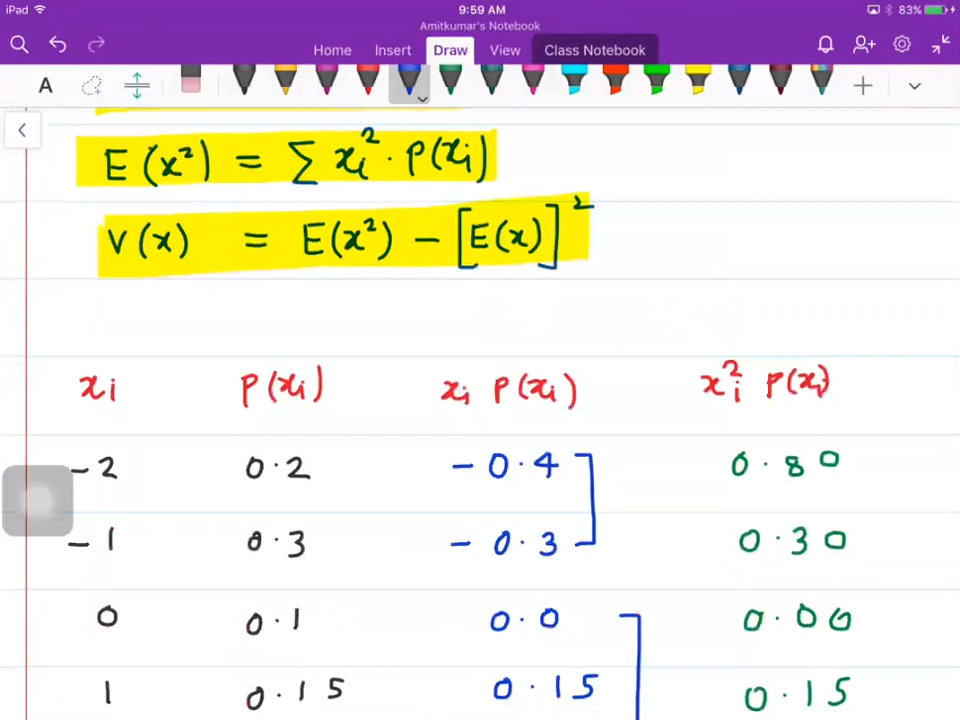 iPad 9:59 AM 83%
Amitkumar's Notebook
Home Insert Draw View Class Notebook
A
E(x²) = ∑ xi² · P(xi)
V(x) = E(x²) − [E(x)]²
xi P(xi) xi P(xi) xi² P(xi)
−2 0.2 −0.4 0.80
−1 0.3 −0.3 0.30
0 0.1 0.0 0.00
1 0.15 0.15 0.15